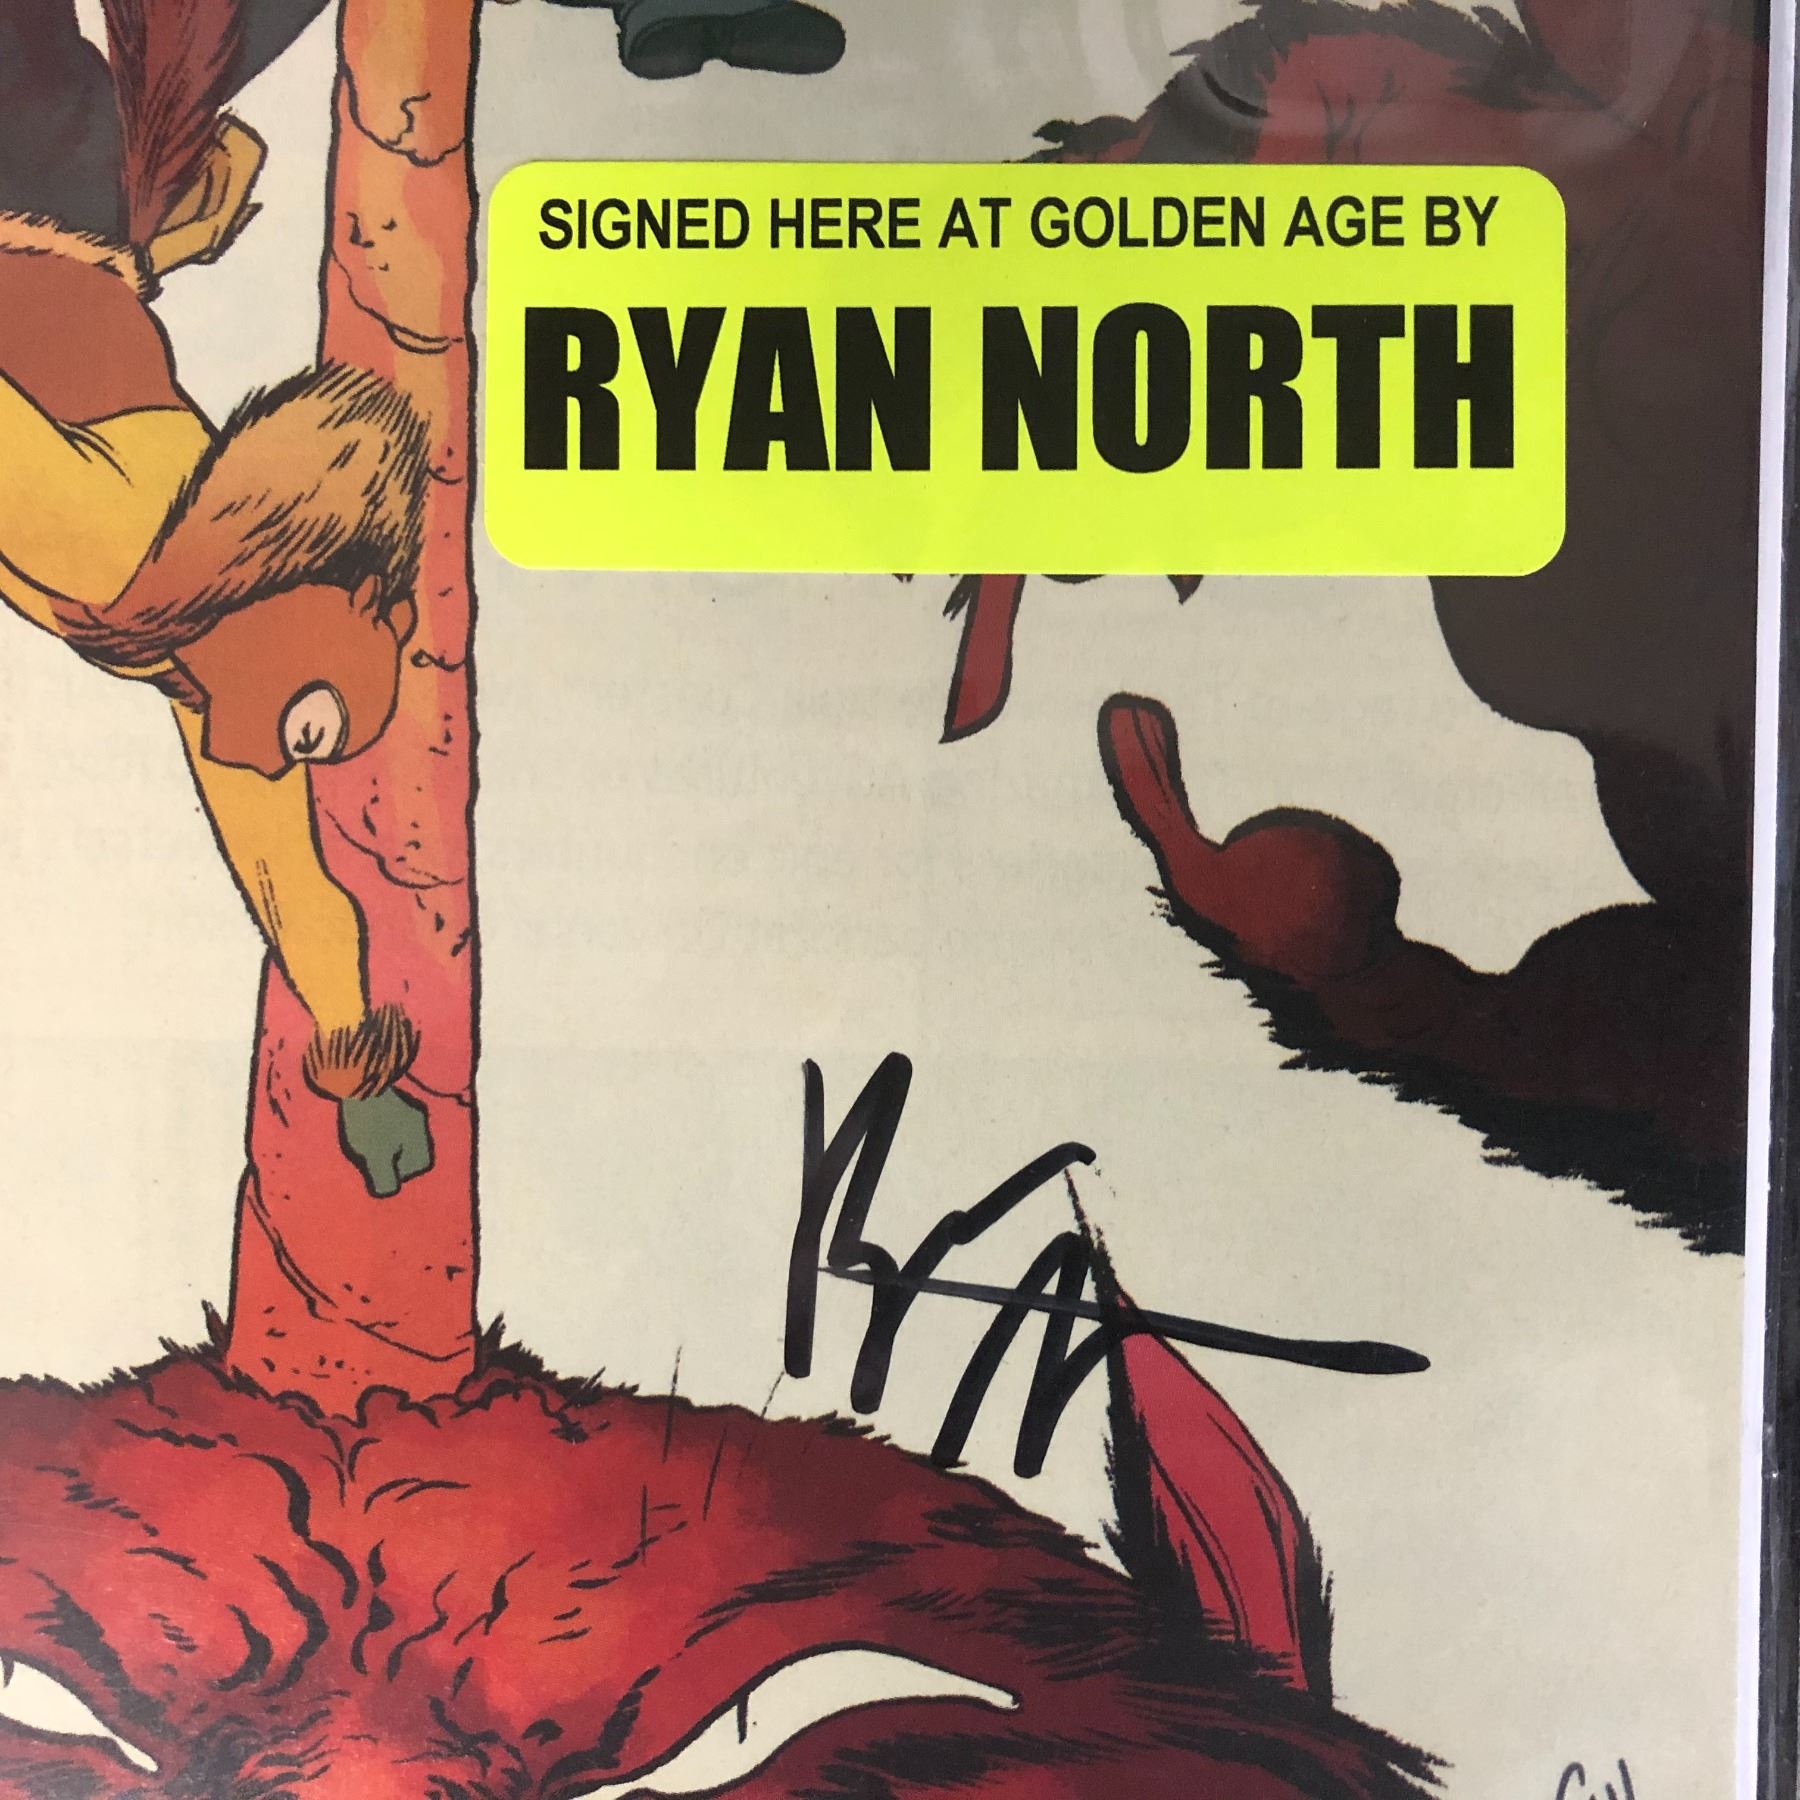 SIGNED HERE AT GOLDEN AGE BY
RYAN NORTH